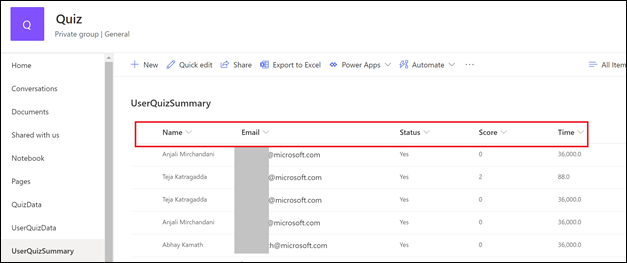 Q
Quiz
Private group | General
Home
Conversations
Documents
Shared with us
Notebook
Pages
QuizData
UserQuizData
UserQuizSummary
+ New Quick edit Share Export to Excel Power Apps Automate ··· All Item
UserQuizSummary
Name Email Status Score Time
Anjali Mirchandani @microsoft.com Yes 0 36,000.0
Teja Katragadda @microsoft.com Yes 2 88.0
Teja Katragadda @microsoft.com Yes 0 36,000.0
Anjali Mirchandani @microsoft.com Yes 0 36,000.0
Abhay Kamath h@microsoft.com Yes 0 36,000.0